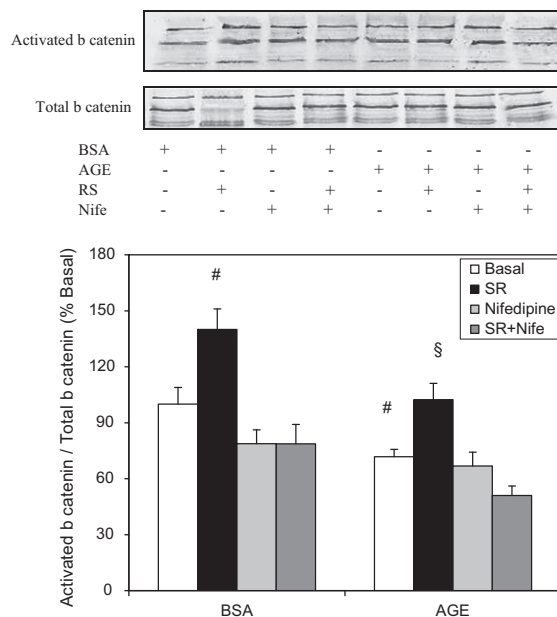 Activated b catenin
Total b catenin
BSA + + + + - - - -
AGE - - - - + + + +
RS - + - + - + - +
Nife - - + + - - + +
Activated b catenin / Total b catenin (% Basal)
180
150
120
90
60
30
0
#
#
§
Basal
SR
Nifedipine
SR+Nife
BSA
AGE